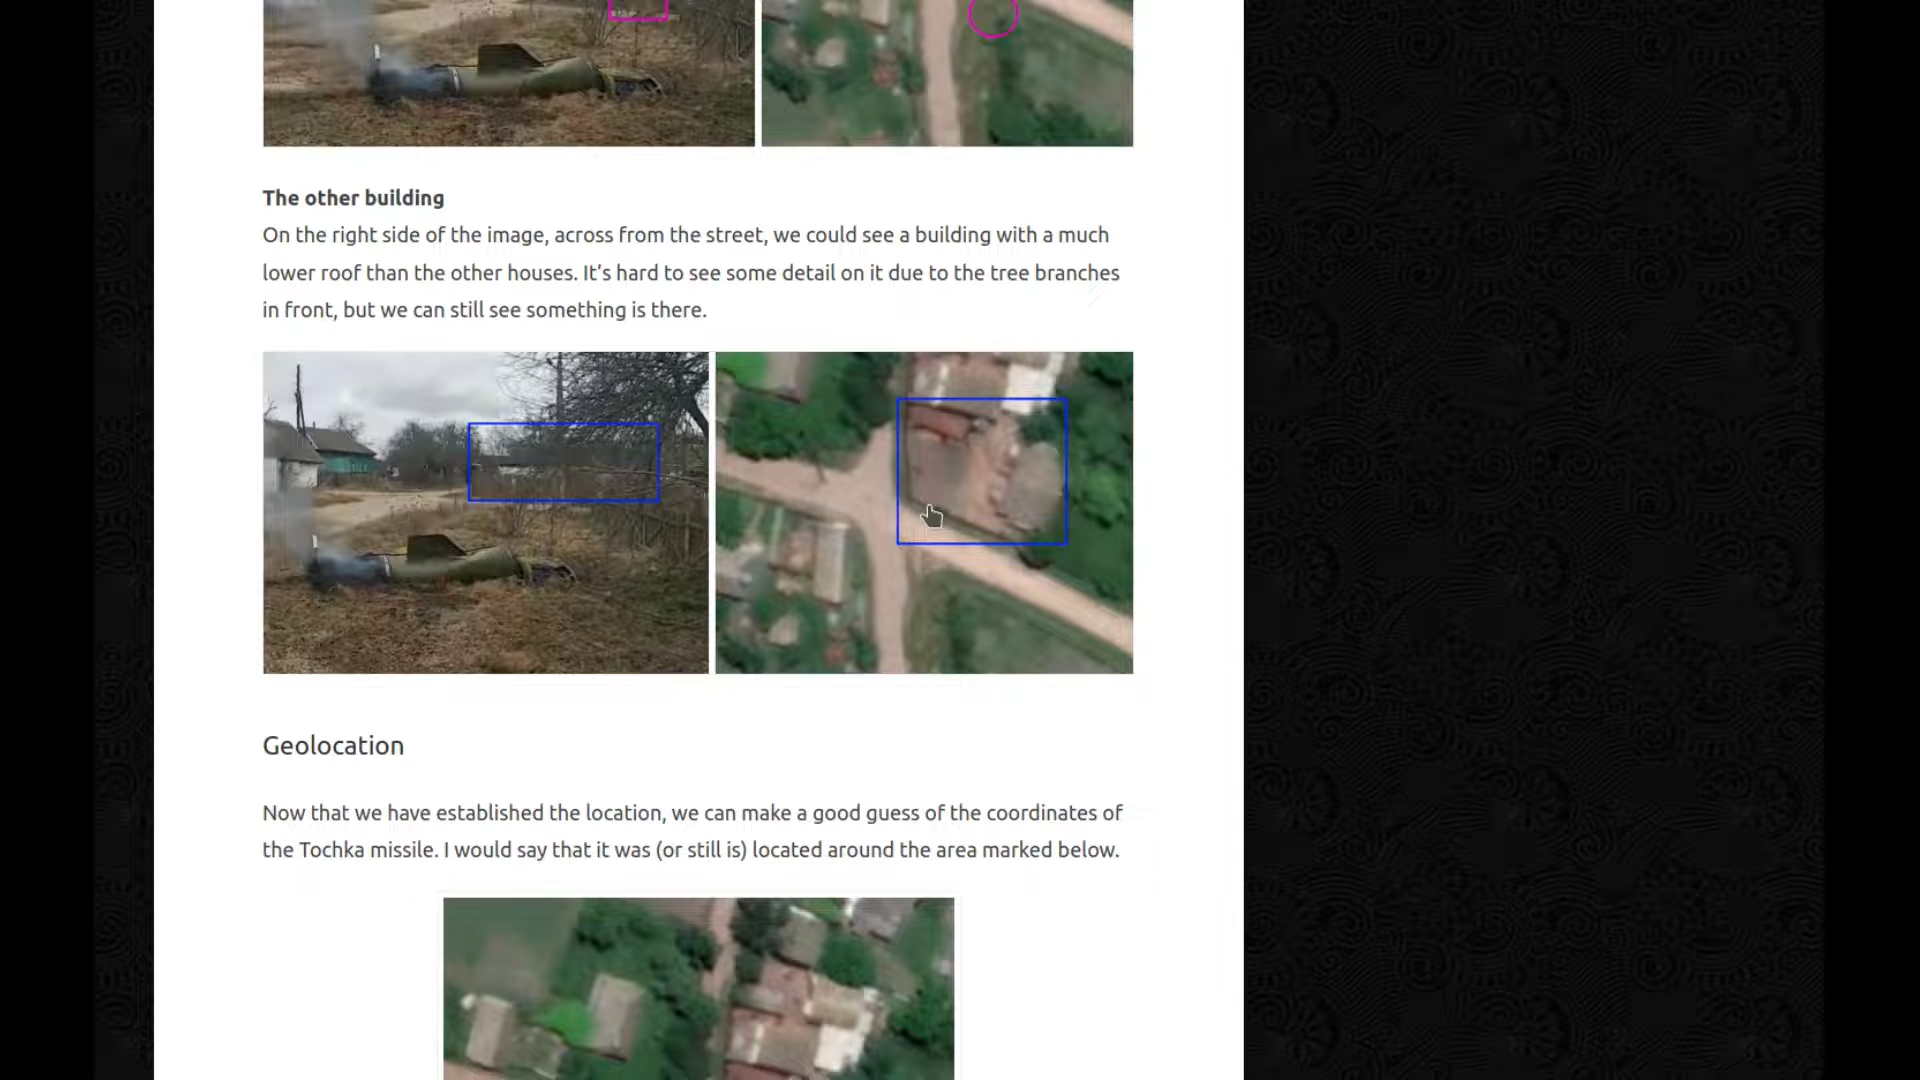 The other building
On the right side of the image, across from the street, we could see a building with a much
lower roof than the other houses. It’s hard to see some detail on it due to the tree branches
in front, but we can still see something is there.
Geolocation
Now that we have established the location, we can make a good guess of the coordinates of
the Tochka missile. I would say that it was (or still is) located around the area marked below.